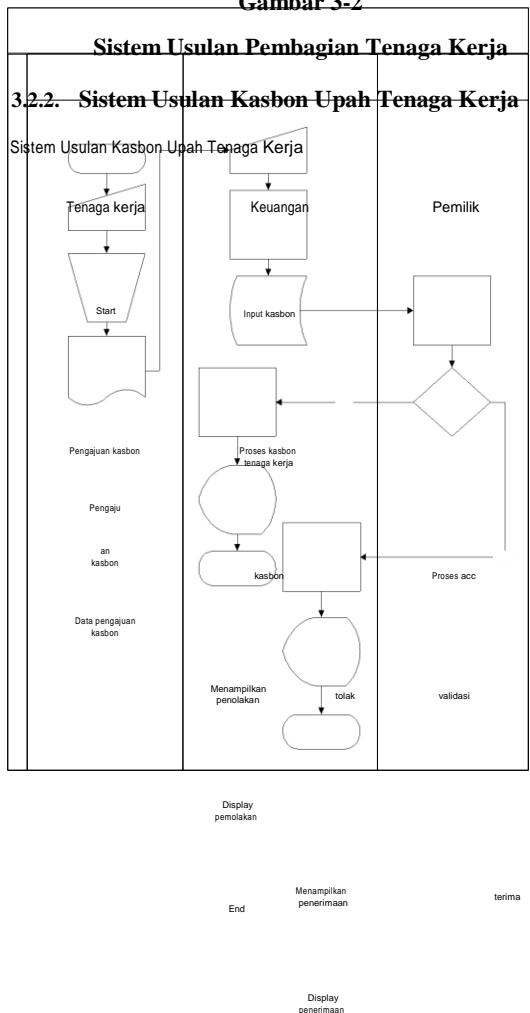 Gambar 3-2
Sistem Usulan Pembagian Tenaga Kerja
3.2.2. Sistem Usulan Kasbon Upah Tenaga Kerja
Sistem Usulan Kasbon Upah Tenaga Kerja
Tenaga kerja
Keuangan
Pemilik
Start
Input kasbon
Pengajuan kasbon
Proses kasbon
tenaga kerja
Pengaju
an
kasbon
kasbon
Proses acc
Data pengajuan
kasbon
Menampilkan
penolakan
tolak
validasi
Display
pemolakan
Menampilkan
penerimaan
terima
End
Display
penerimaan